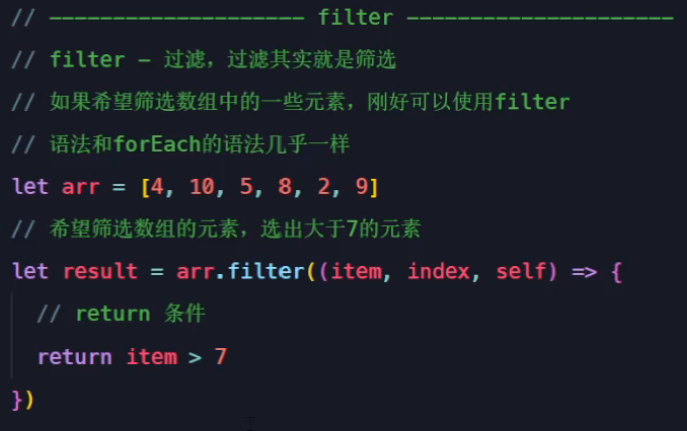 // -------------------- filter ---------------------
// filter - 过滤，过滤其实就是筛选
// 如果希望筛选数组中的一些元素，刚好可以使用filter
// 语法和forEach的语法几乎一样
let arr = [4, 10, 5, 8, 2, 9]
// 希望筛选数组的元素，选出大于7的元素
let result = arr.filter((item, index, self) => {
// return 条件
return item > 7
})